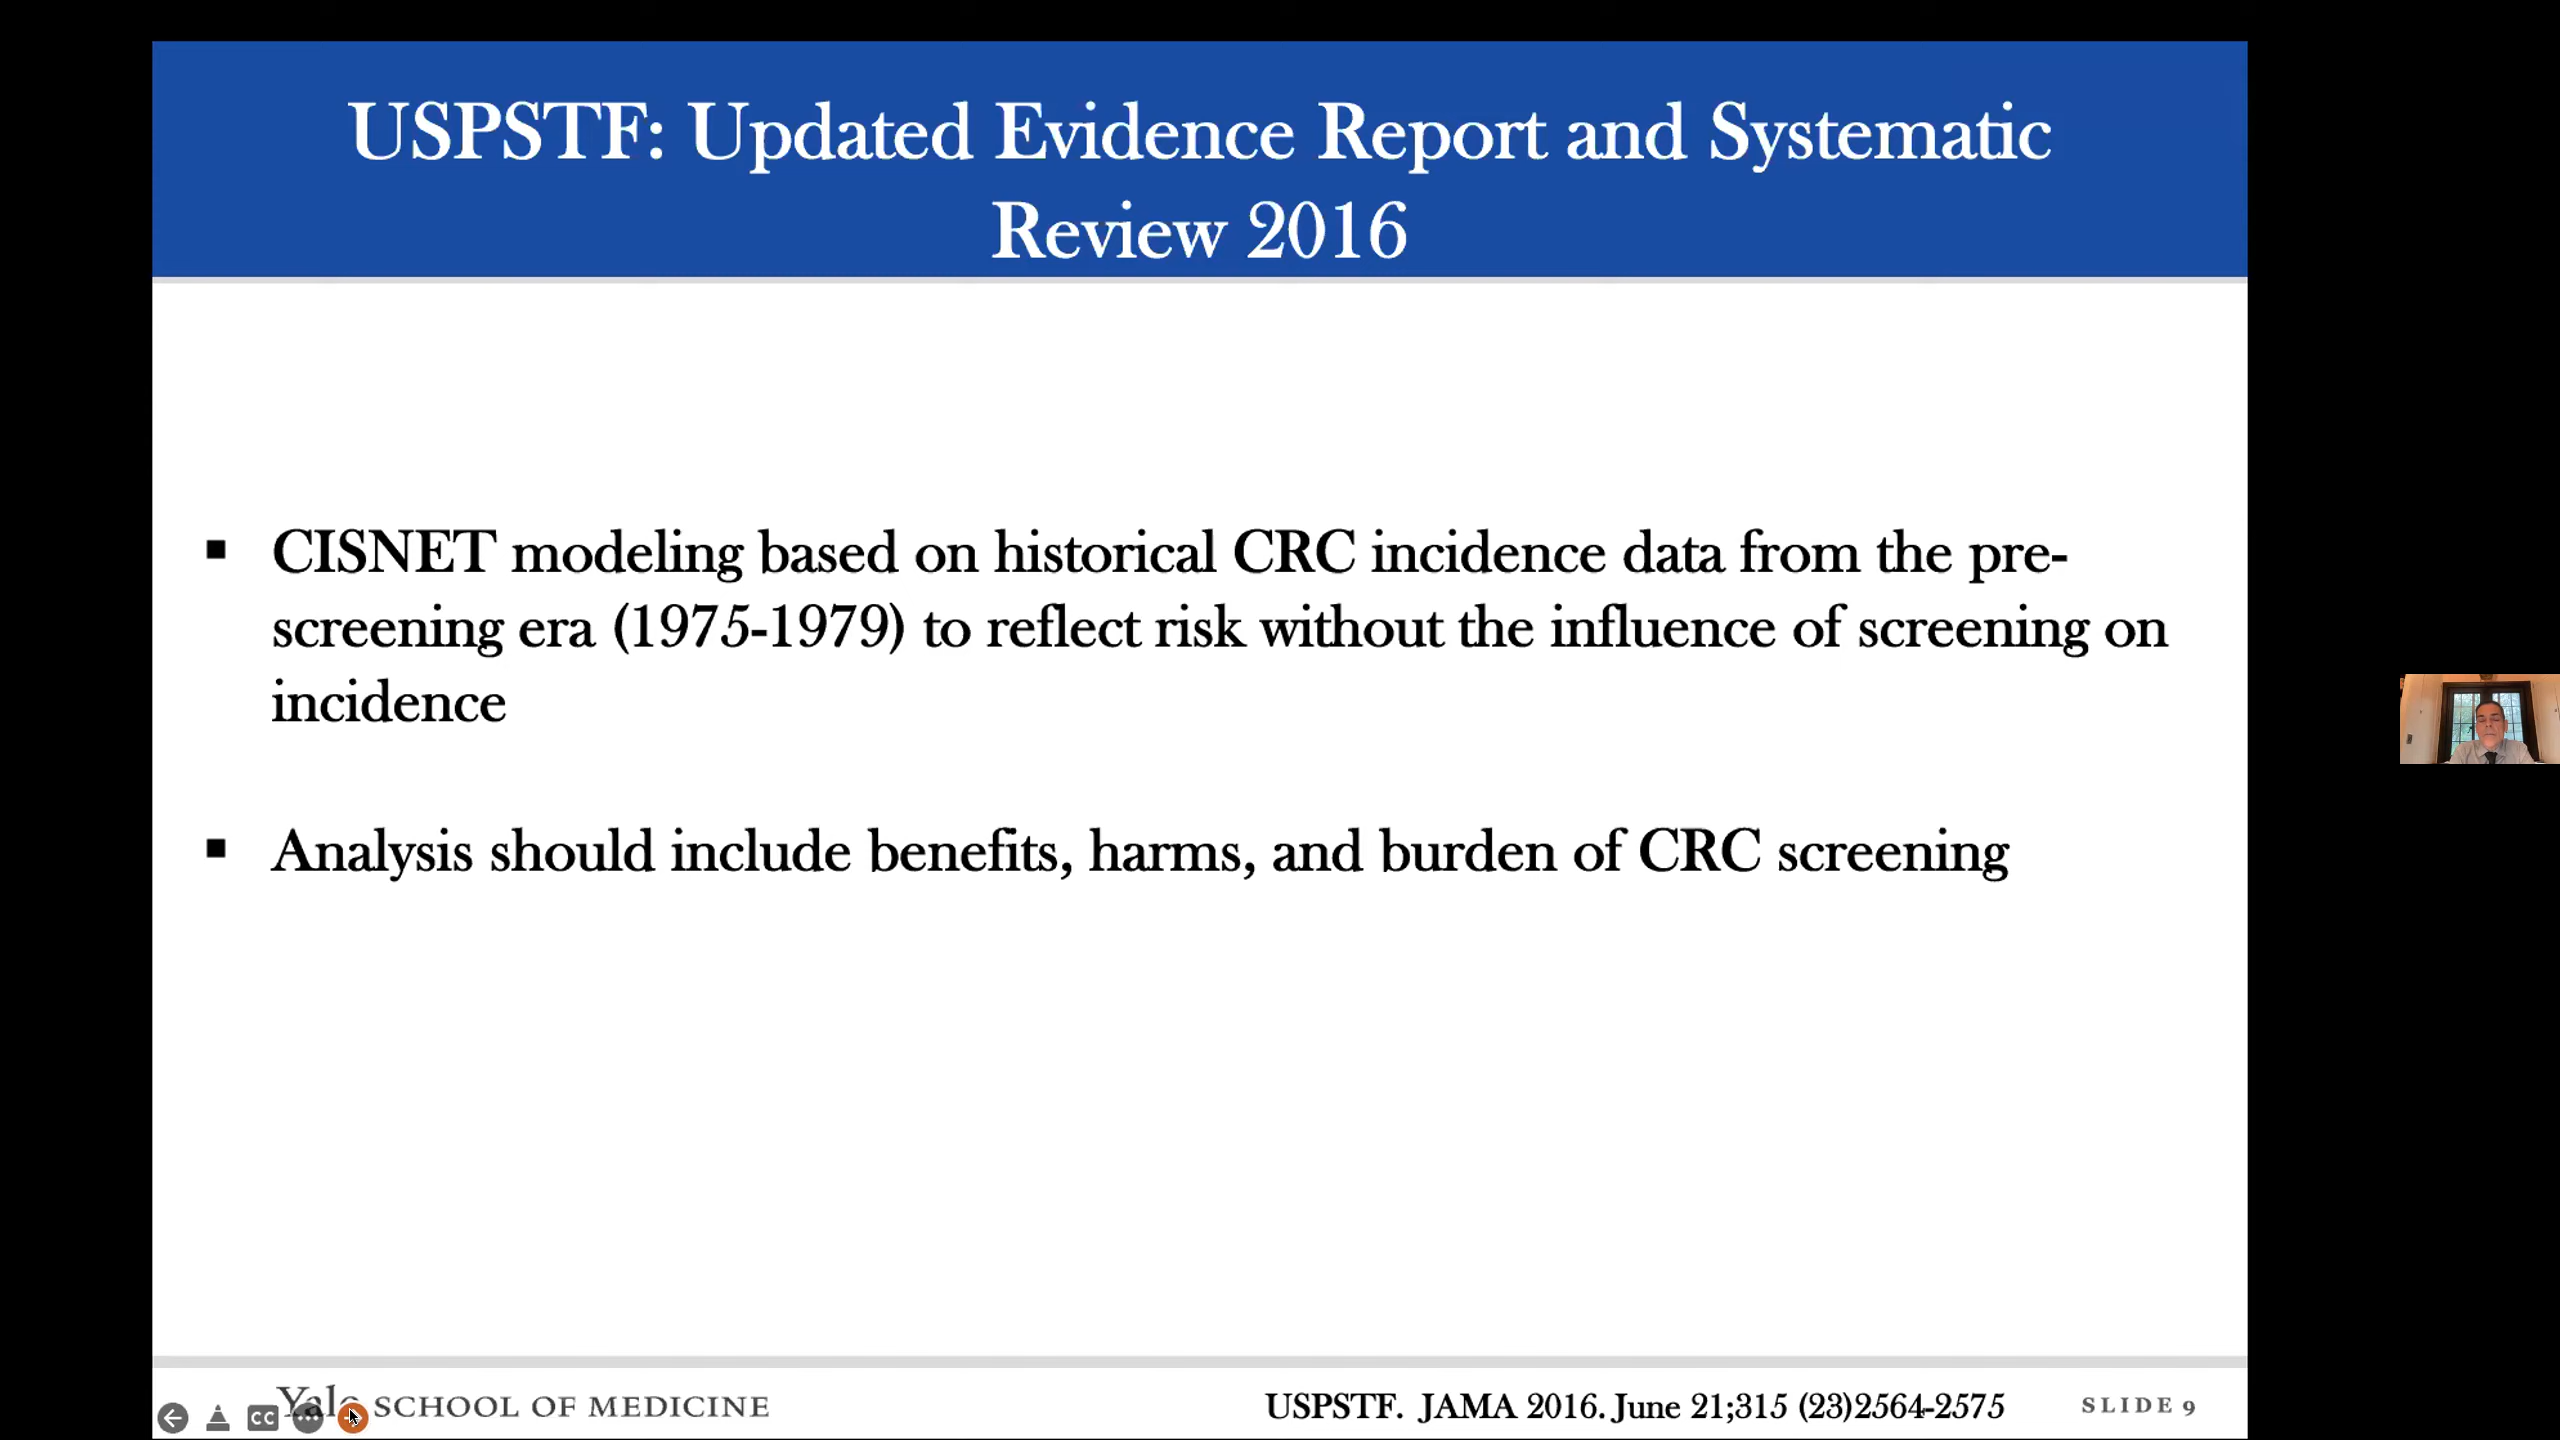 USPSTF: Updated Evidence Report and Systematic
Review 2016
▪ CISNET modeling based on historical CRC incidence data from the pre-
screening era (1975-1979) to reflect risk without the influence of screening on
incidence
▪ Analysis should include benefits, harms, and burden of CRC screening
Yale SCHOOL OF MEDICINE
USPSTF. JAMA 2016. June 21;315 (23)2564-2575
SLIDE 9
CC